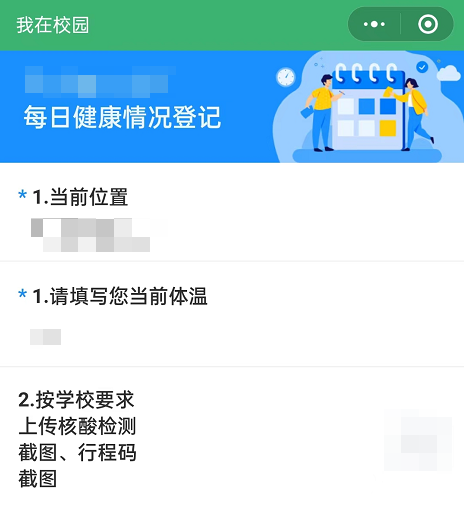 我在校园
每日健康情况登记
* 1.当前位置
* 1.请填写您当前体温
2.按学校要求
上传核酸检测
截图、行程码
截图